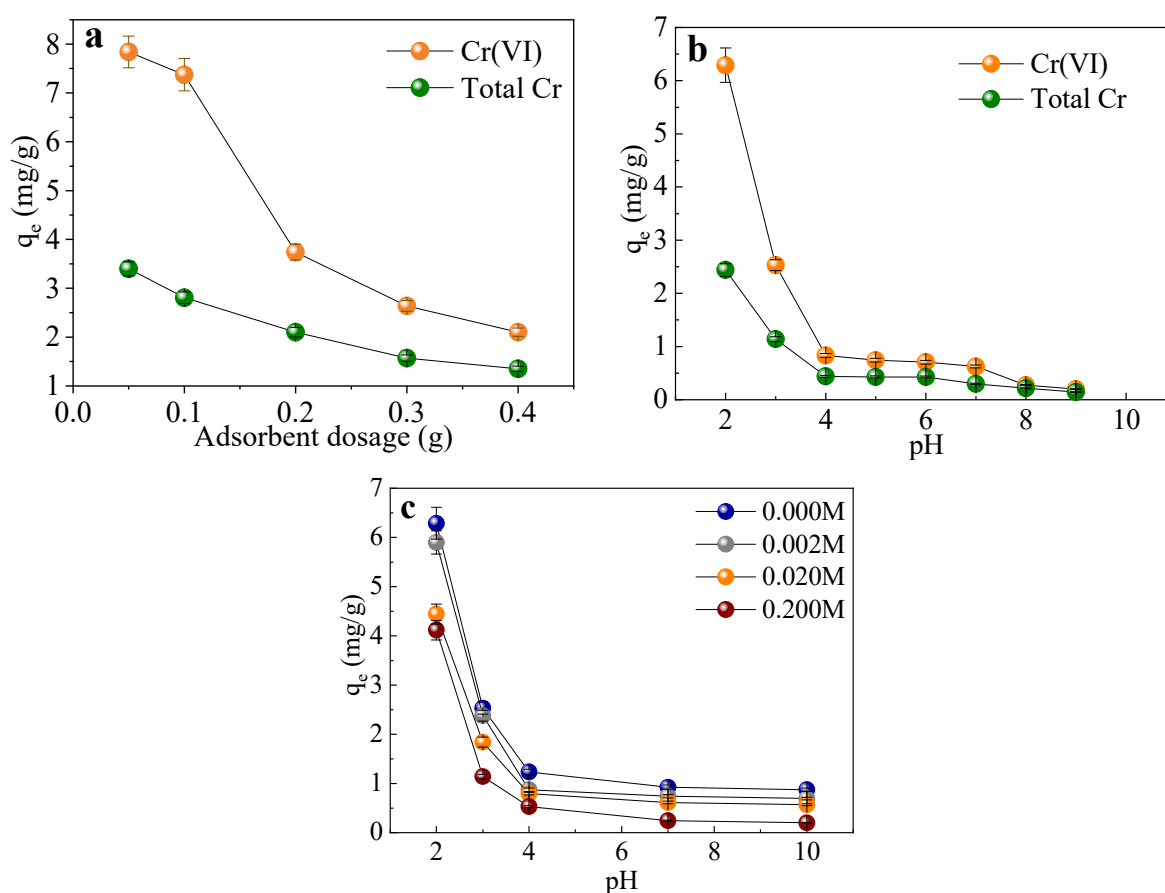 a
Cr(VI)
Total Cr
8
7
6
5
4
3
2
1
qe (mg/g)
0.0 0.1 0.2 0.3 0.4
Adsorbent dosage (g)
b
Cr(VI)
Total Cr
7
6
5
4
3
2
1
0
qe (mg/g)
2 4 6 8 10
pH
c
0.000M
0.002M
0.020M
0.200M
7
6
5
4
3
2
1
0
qe (mg/g)
2 4 6 8 10
pH